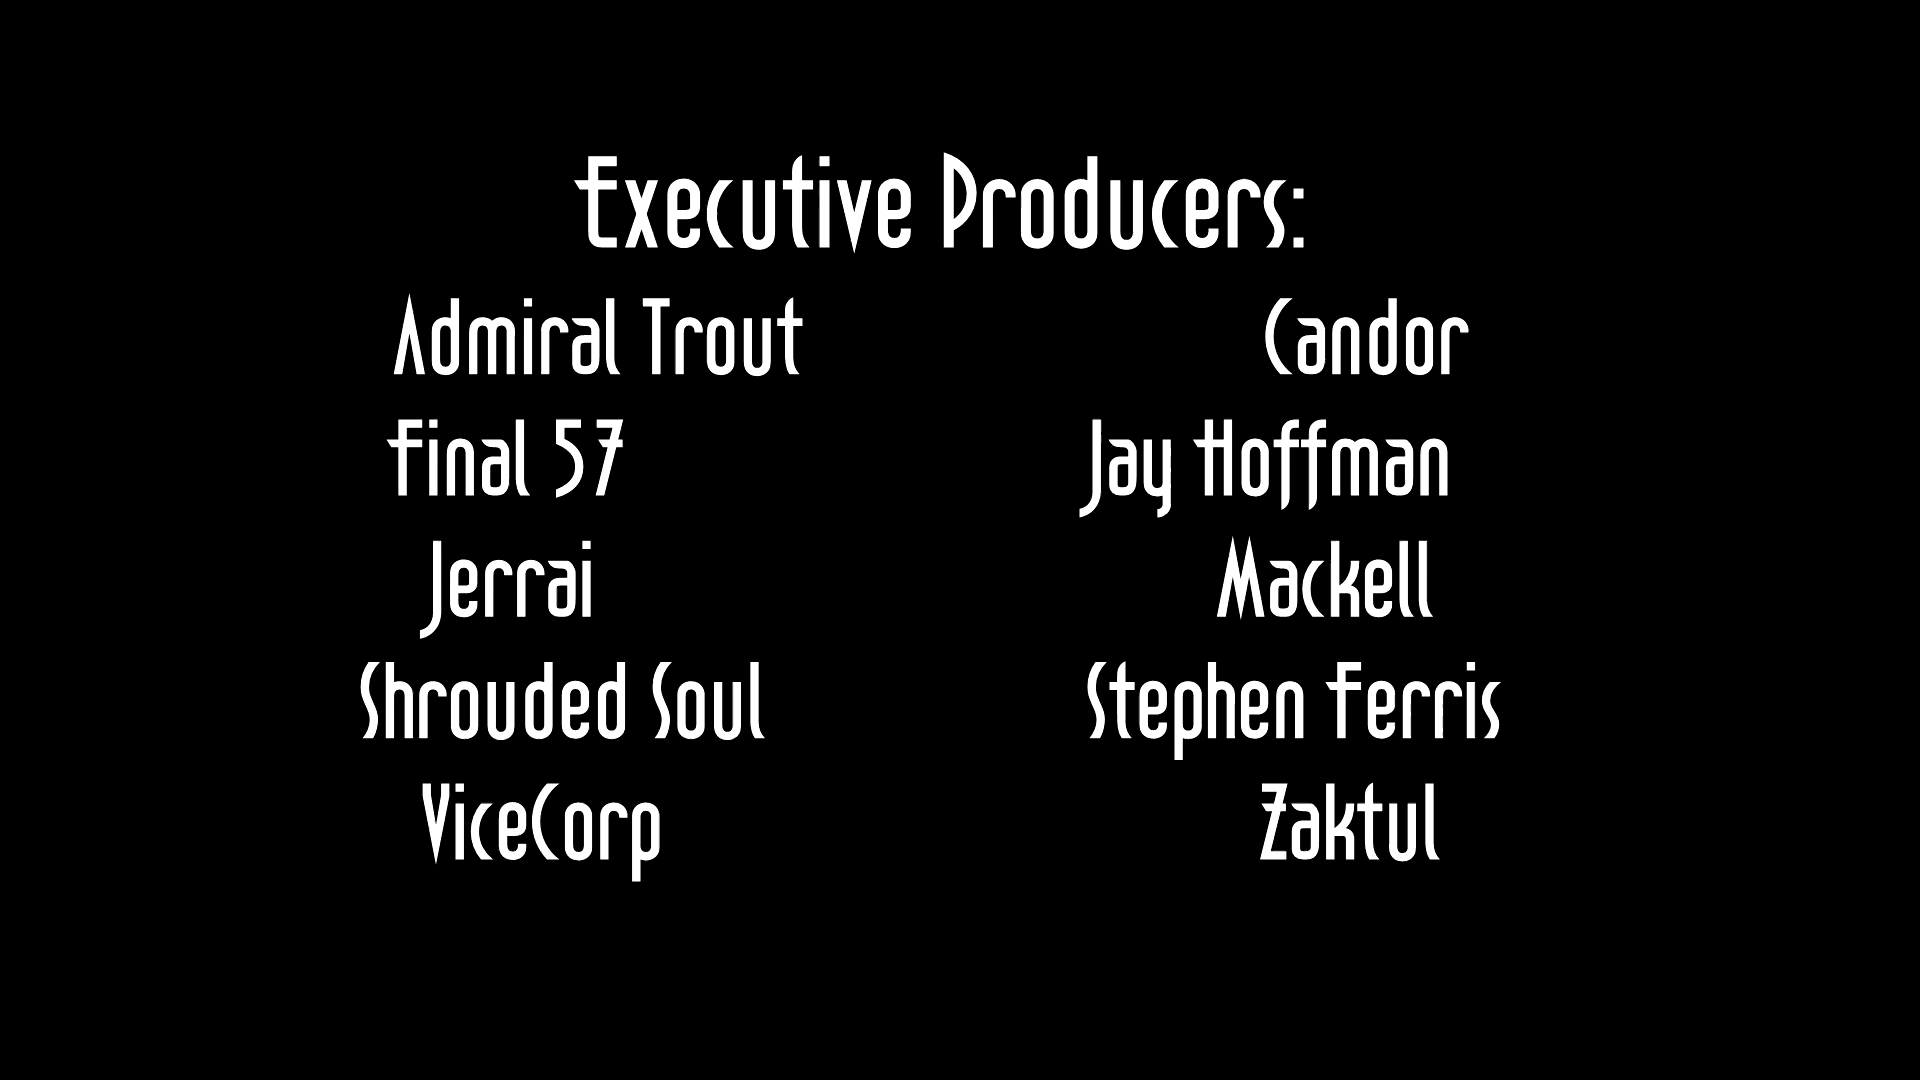 Executive Producers:
Admiral Trout Candor
Final 57 Jay Hoffman
Jerrai Mackell
Shrouded Soul Stephen Ferris
ViceCorp Zaktul